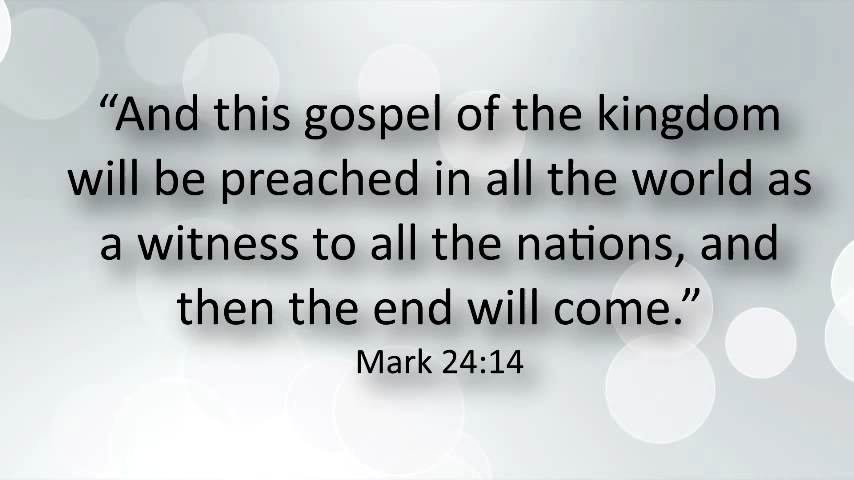 “And this gospel of the kingdom
will be preached in all the world as
a witness to all the nations, and
then the end will come.”
Mark 24:14